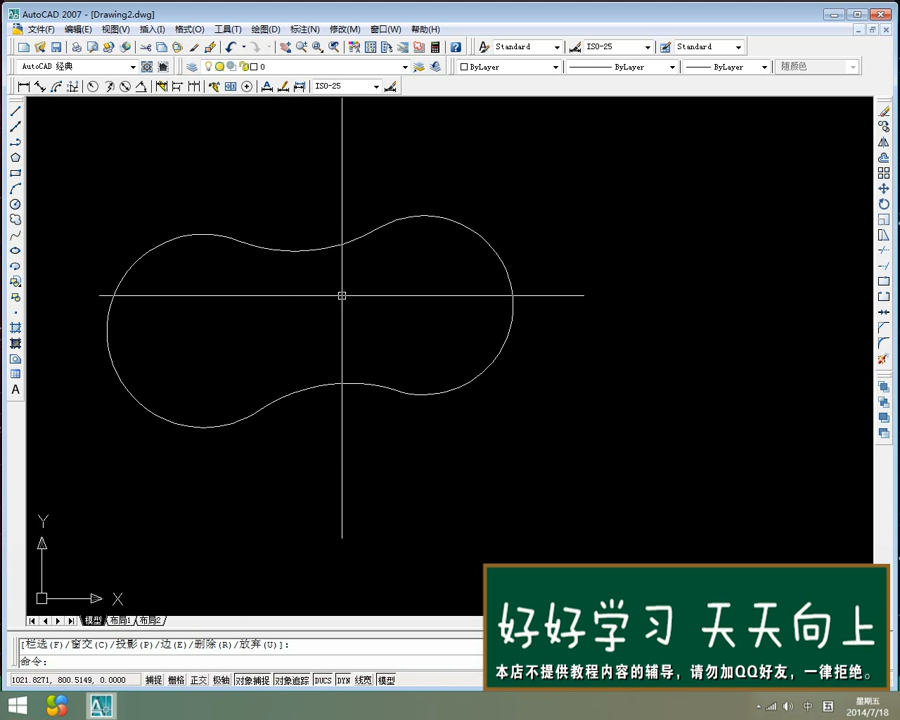 AutoCAD 2007 - [Drawing2.dwg]
文件(F) 编辑(E) 视图(V) 插入(I) 格式(O) 工具(T) 绘图(D) 标注(N) 修改(M) 窗口(W) 帮助(H)
Standard ISO-25 Standard
AutoCAD 经典 0 ByLayer ByLayer ByLayer 随颜色
ISO-25
A
Y
X
模型 布局1 布局2
[栏选(F)/窗交(C)/投影(P)/边(E)/删除(R)/放弃(U)]:
命令:
1021.8271, 800.5149, 0.0000 捕捉 栅格 正交 极轴 对象捕捉 对象追踪 DUCS DYN 线宽 模型
好好学习 天天向上
本店不提供教程内容的辅导，请勿加QQ好友，一律拒绝。
中 五
星期五
2014/7/18